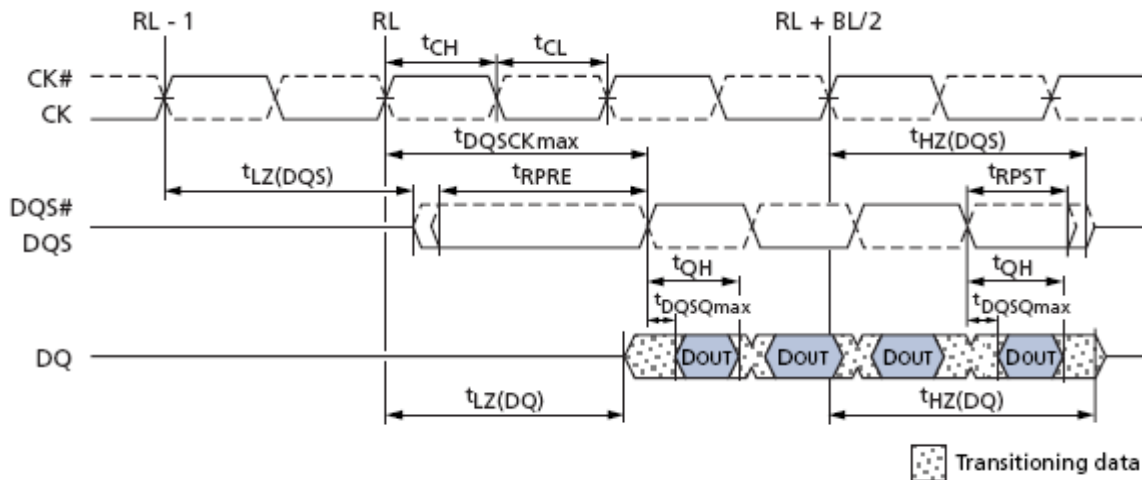 RL - 1 RL RL + BL/2
tCH tCL
CK#
CK
tDQSCKmax tHZ(DQS)
tLZ(DQS) tRPRE tRPST
DQS#
DQS
tQH tQH
tDQSQmax tDQSQmax
DQ DOUT DOUT DOUT DOUT
tLZ(DQ) tHZ(DQ)
Transitioning data